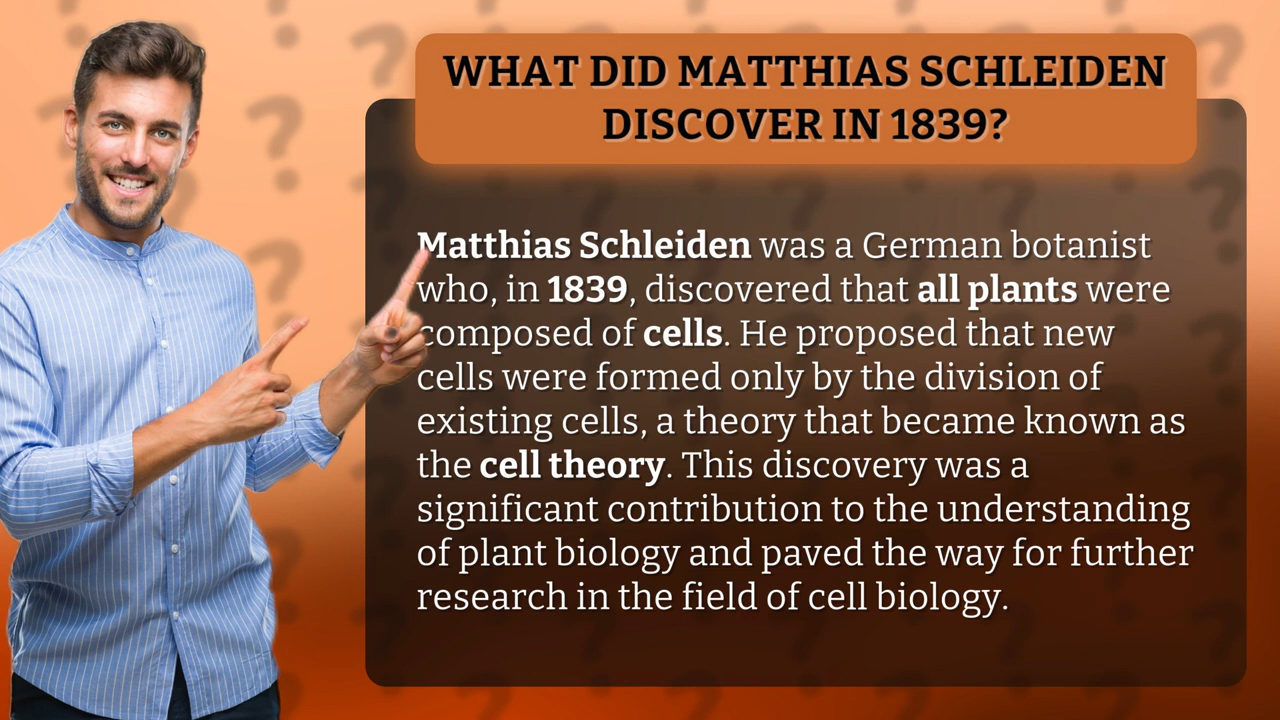 WHAT DID MATTHIAS SCHLEIDEN
DISCOVER IN 1839?
Matthias Schleiden was a German botanist
who, in 1839, discovered that all plants were
composed of cells. He proposed that new
cells were formed only by the division of
existing cells, a theory that became known as
the cell theory. This discovery was a
significant contribution to the understanding
of plant biology and paved the way for further
research in the field of cell biology.